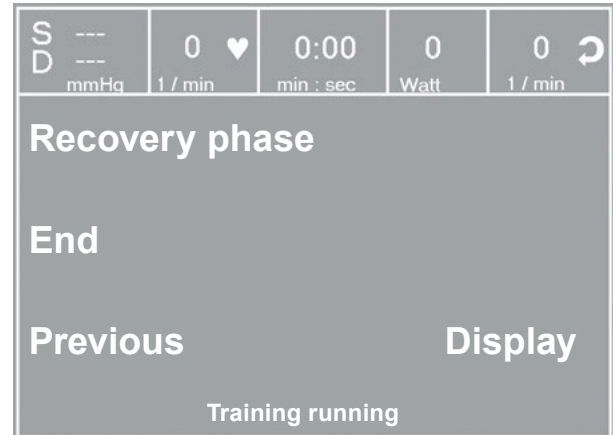 S ---
D ---
mmHg
0 ♥
1 / min
0:00
min : sec
0
Watt
0
1 / min
Recovery phase
End
Previous Display
Training running